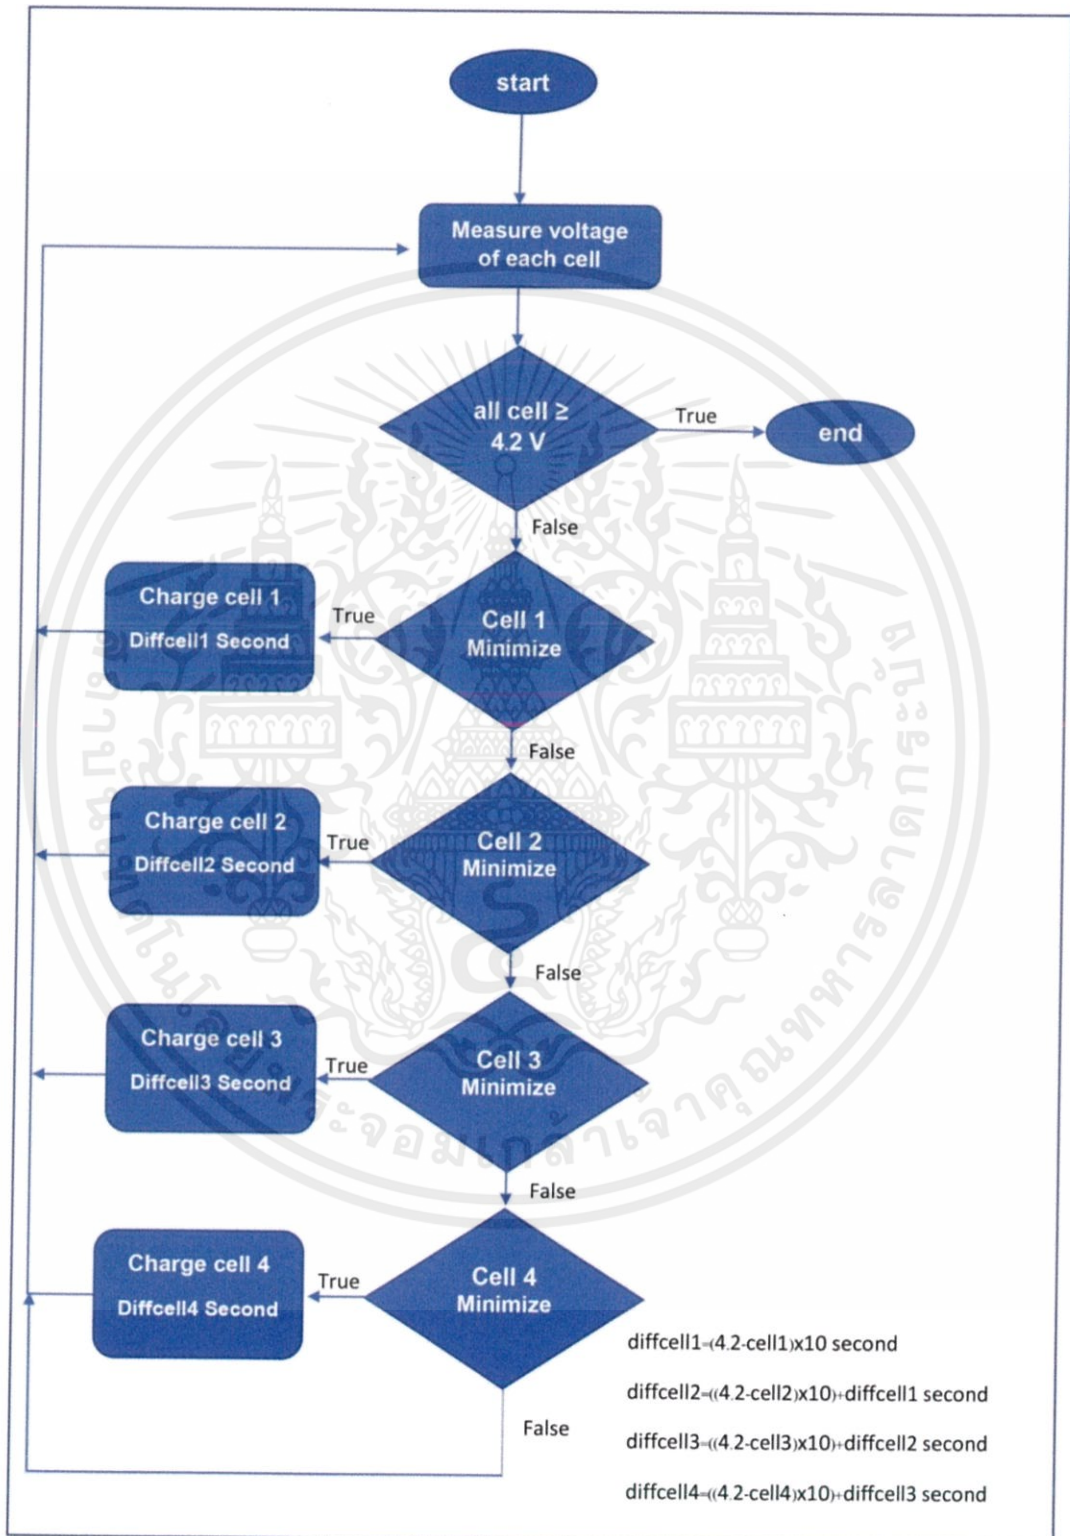 start
Measure voltage
of each cell
all cell ≥
4.2 V
True
end
False
Cell 1
Minimize
True
Charge cell 1
Diffcell1 Second
False
Cell 2
Minimize
True
Charge cell 2
Diffcell2 Second
False
Cell 3
Minimize
True
Charge cell 3
Diffcell3 Second
False
Cell 4
Minimize
True
Charge cell 4
Diffcell4 Second
False
diffcell1=(4.2-cell1)x10 second
diffcell2=((4.2-cell2)x10)+diffcell1 second
diffcell3=((4.2-cell3)x10)+diffcell2 second
diffcell4=((4.2-cell4)x10)+diffcell3 second